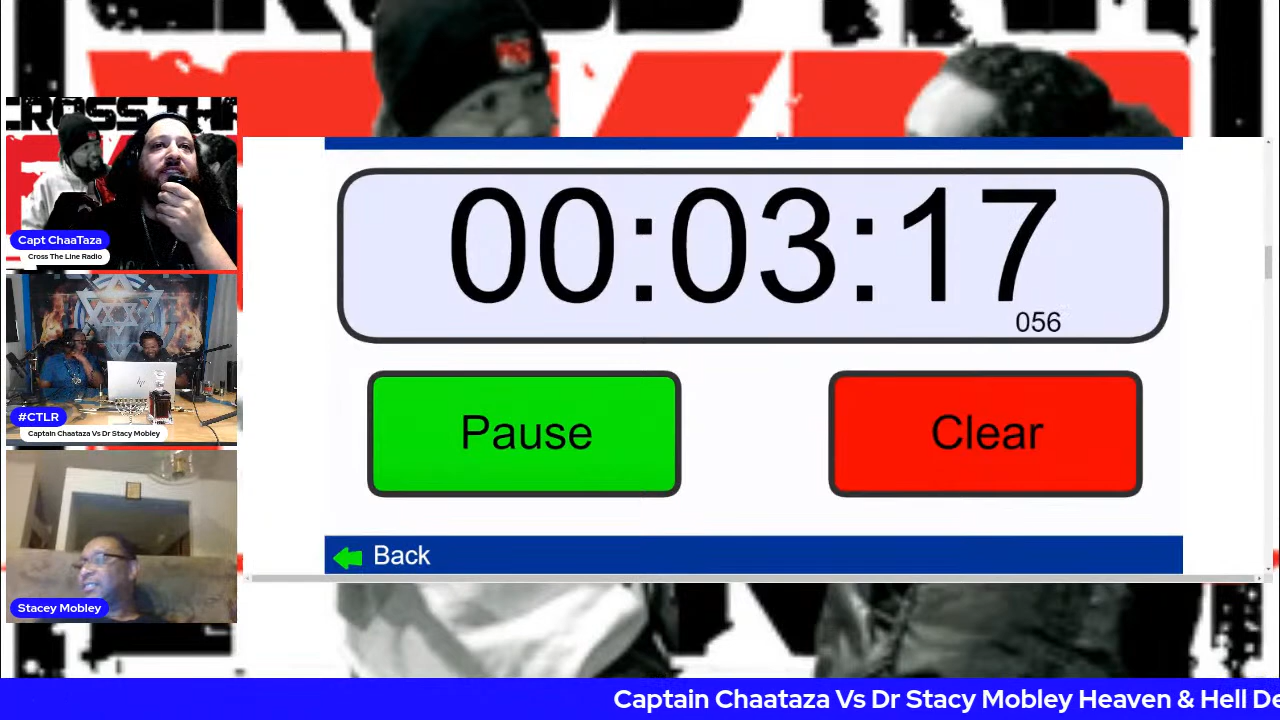 CROSS THE
Capt ChaaTaza
Cross The Line Radio
#CTLR
Captain Chaataza Vs Dr Stacy Mobley
Stacey Mobley
00:03:17
056
Pause
Clear
Back
Captain Chaataza Vs Dr Stacy Mobley Heaven & Hell De